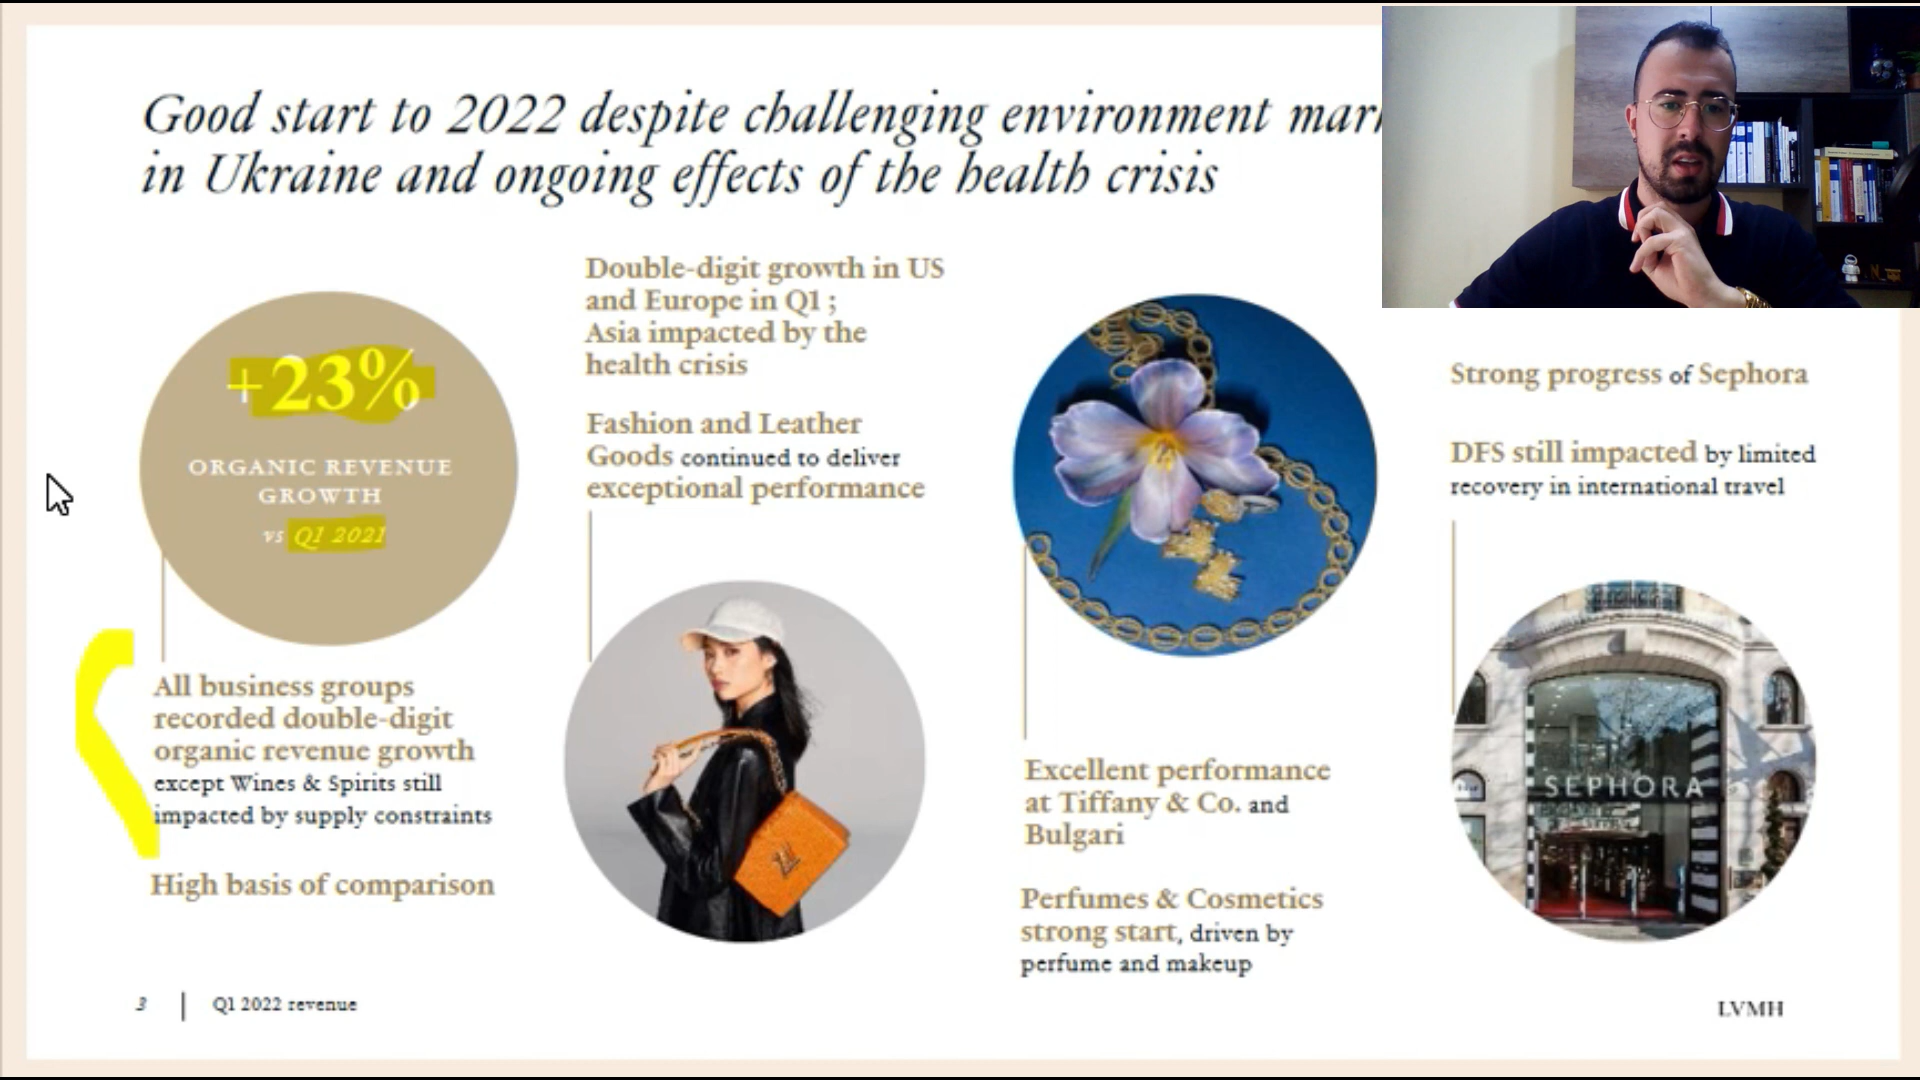 Good start to 2022 despite challenging environment
in Ukraine and ongoing effects of the health crisis
+23%
ORGANIC REVENUE
GROWTH
vs Q1 2021
All business groups
recorded double-digit
organic revenue growth
except Wines & Spirits still
impacted by supply constraints
High basis of comparison
Double-digit growth in US
and Europe in Q1 ;
Asia impacted by the
health crisis
Fashion and Leather
Goods continued to deliver
exceptional performance
Excellent performance
at Tiffany & Co. and
Bulgari
Perfumes & Cosmetics
strong start, driven by
perfume and makeup
Strong progress of Sephora
DFS still impacted by limited
recovery in international travel
SEPHORA
3 | Q1 2022 revenue
LVMH